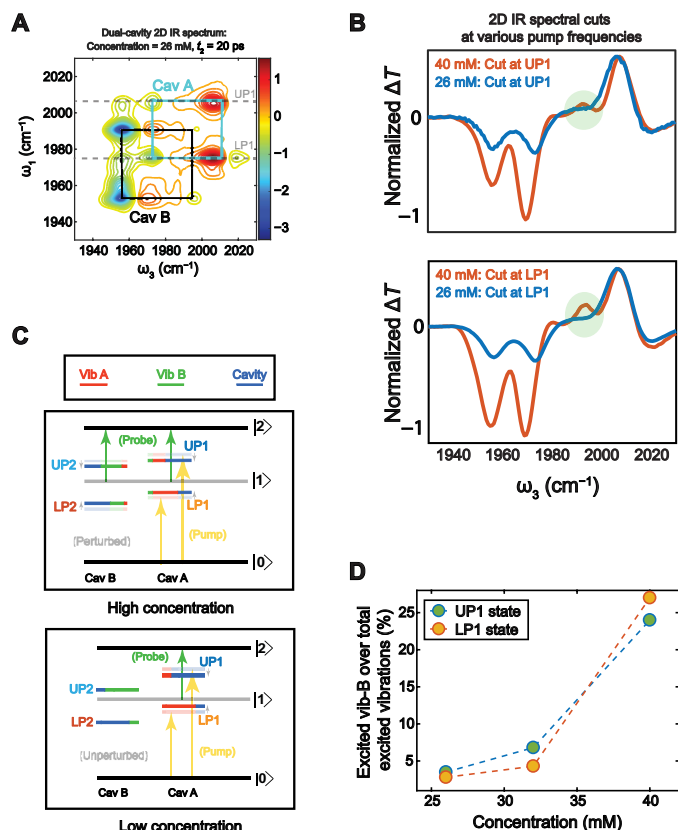 A
Dual-cavity 2D IR spectrum:
Concentration = 26 mM, t2 = 20 ps
2030
2020
2010
2000
1990
1980
1970
1960
1950
1940
ω1 (cm⁻¹)
Cav A
UP1
LP1
Cav B
1
0
−1
−2
−3
1940 1960 1980 2000 2020
ω3 (cm⁻¹)
B
2D IR spectral cuts
at various pump frequencies
40 mM: Cut at UP1
26 mM: Cut at UP1
Normalized ΔT
0
−1
40 mM: Cut at LP1
26 mM: Cut at LP1
Normalized ΔT
0
−1
1940 1960 1980 2000 2020
ω3 (cm⁻¹)
C
Vib A Vib B Cavity
|2>
(Probe) UP1
UP2
|1>
LP2 LP1
(Perturbed) (Pump)
|0>
Cav B Cav A
High concentration
|2>
(Probe) UP1
UP2
|1>
LP2 LP1
(Unperturbed) (Pump)
|0>
Cav B Cav A
Low concentration
D
Excited vib-B over total
excited vibrations (%)
UP1 state
LP1 state
25
20
15
10
5
25 30 35 40
Concentration (mM)